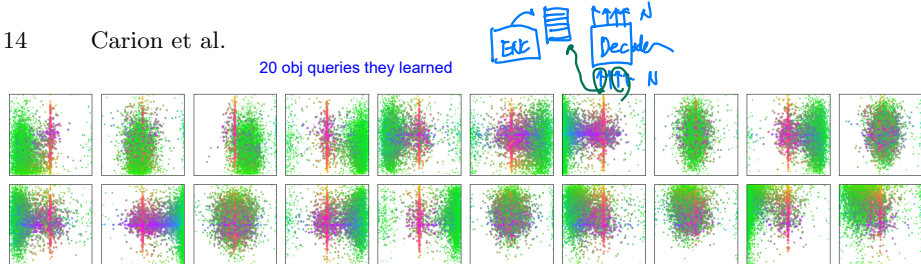 14 Carion et al.
20 obj queries they learned
ENC
Decoder
N
N